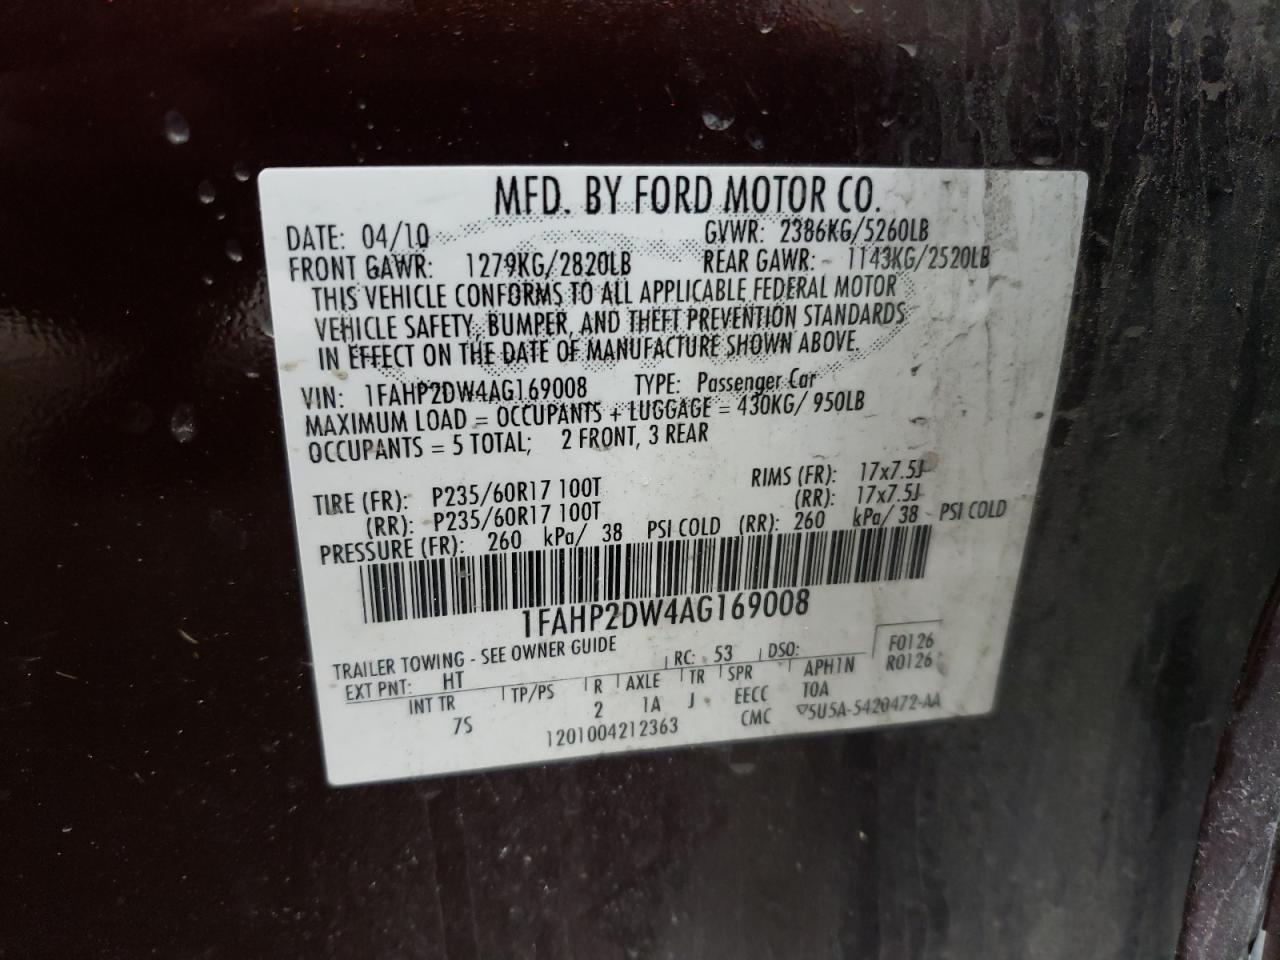 MFD. BY FORD MOTOR CO.
DATE: 04/10 GVWR: 2386KG/5260LB
FRONT GAWR: 1279KG/2820LB REAR GAWR: 1143KG/2520LB
THIS VEHICLE CONFORMS TO ALL APPLICABLE FEDERAL MOTOR
VEHICLE SAFETY, BUMPER, AND THEFT PREVENTION STANDARDS
IN EFFECT ON THE DATE OF MANUFACTURE SHOWN ABOVE.
VIN: 1FAHP2DW4AG169008 TYPE: Passenger Car
MAXIMUM LOAD = OCCUPANTS + LUGGAGE = 430KG/ 950LB
OCCUPANTS = 5 TOTAL; 2 FRONT, 3 REAR
TIRE (FR): P235/60R17 100T RIMS (FR): 17x7.5J
(RR): P235/60R17 100T (RR): 17x7.5J
PRESSURE (FR): 260 kPa/ 38 PSI COLD (RR): 260 kPa/ 38 PSI COLD
1FAHP2DW4AG169008
TRAILER TOWING - SEE OWNER GUIDE RC: 53 DSO: F0126
EXT PNT: HT R0126
INT TR TP/PS R AXLE TR SPR APH1N
7S 2 1A J EECC TOA
1201004212363 CMC ▽5U5A-5420472-AA